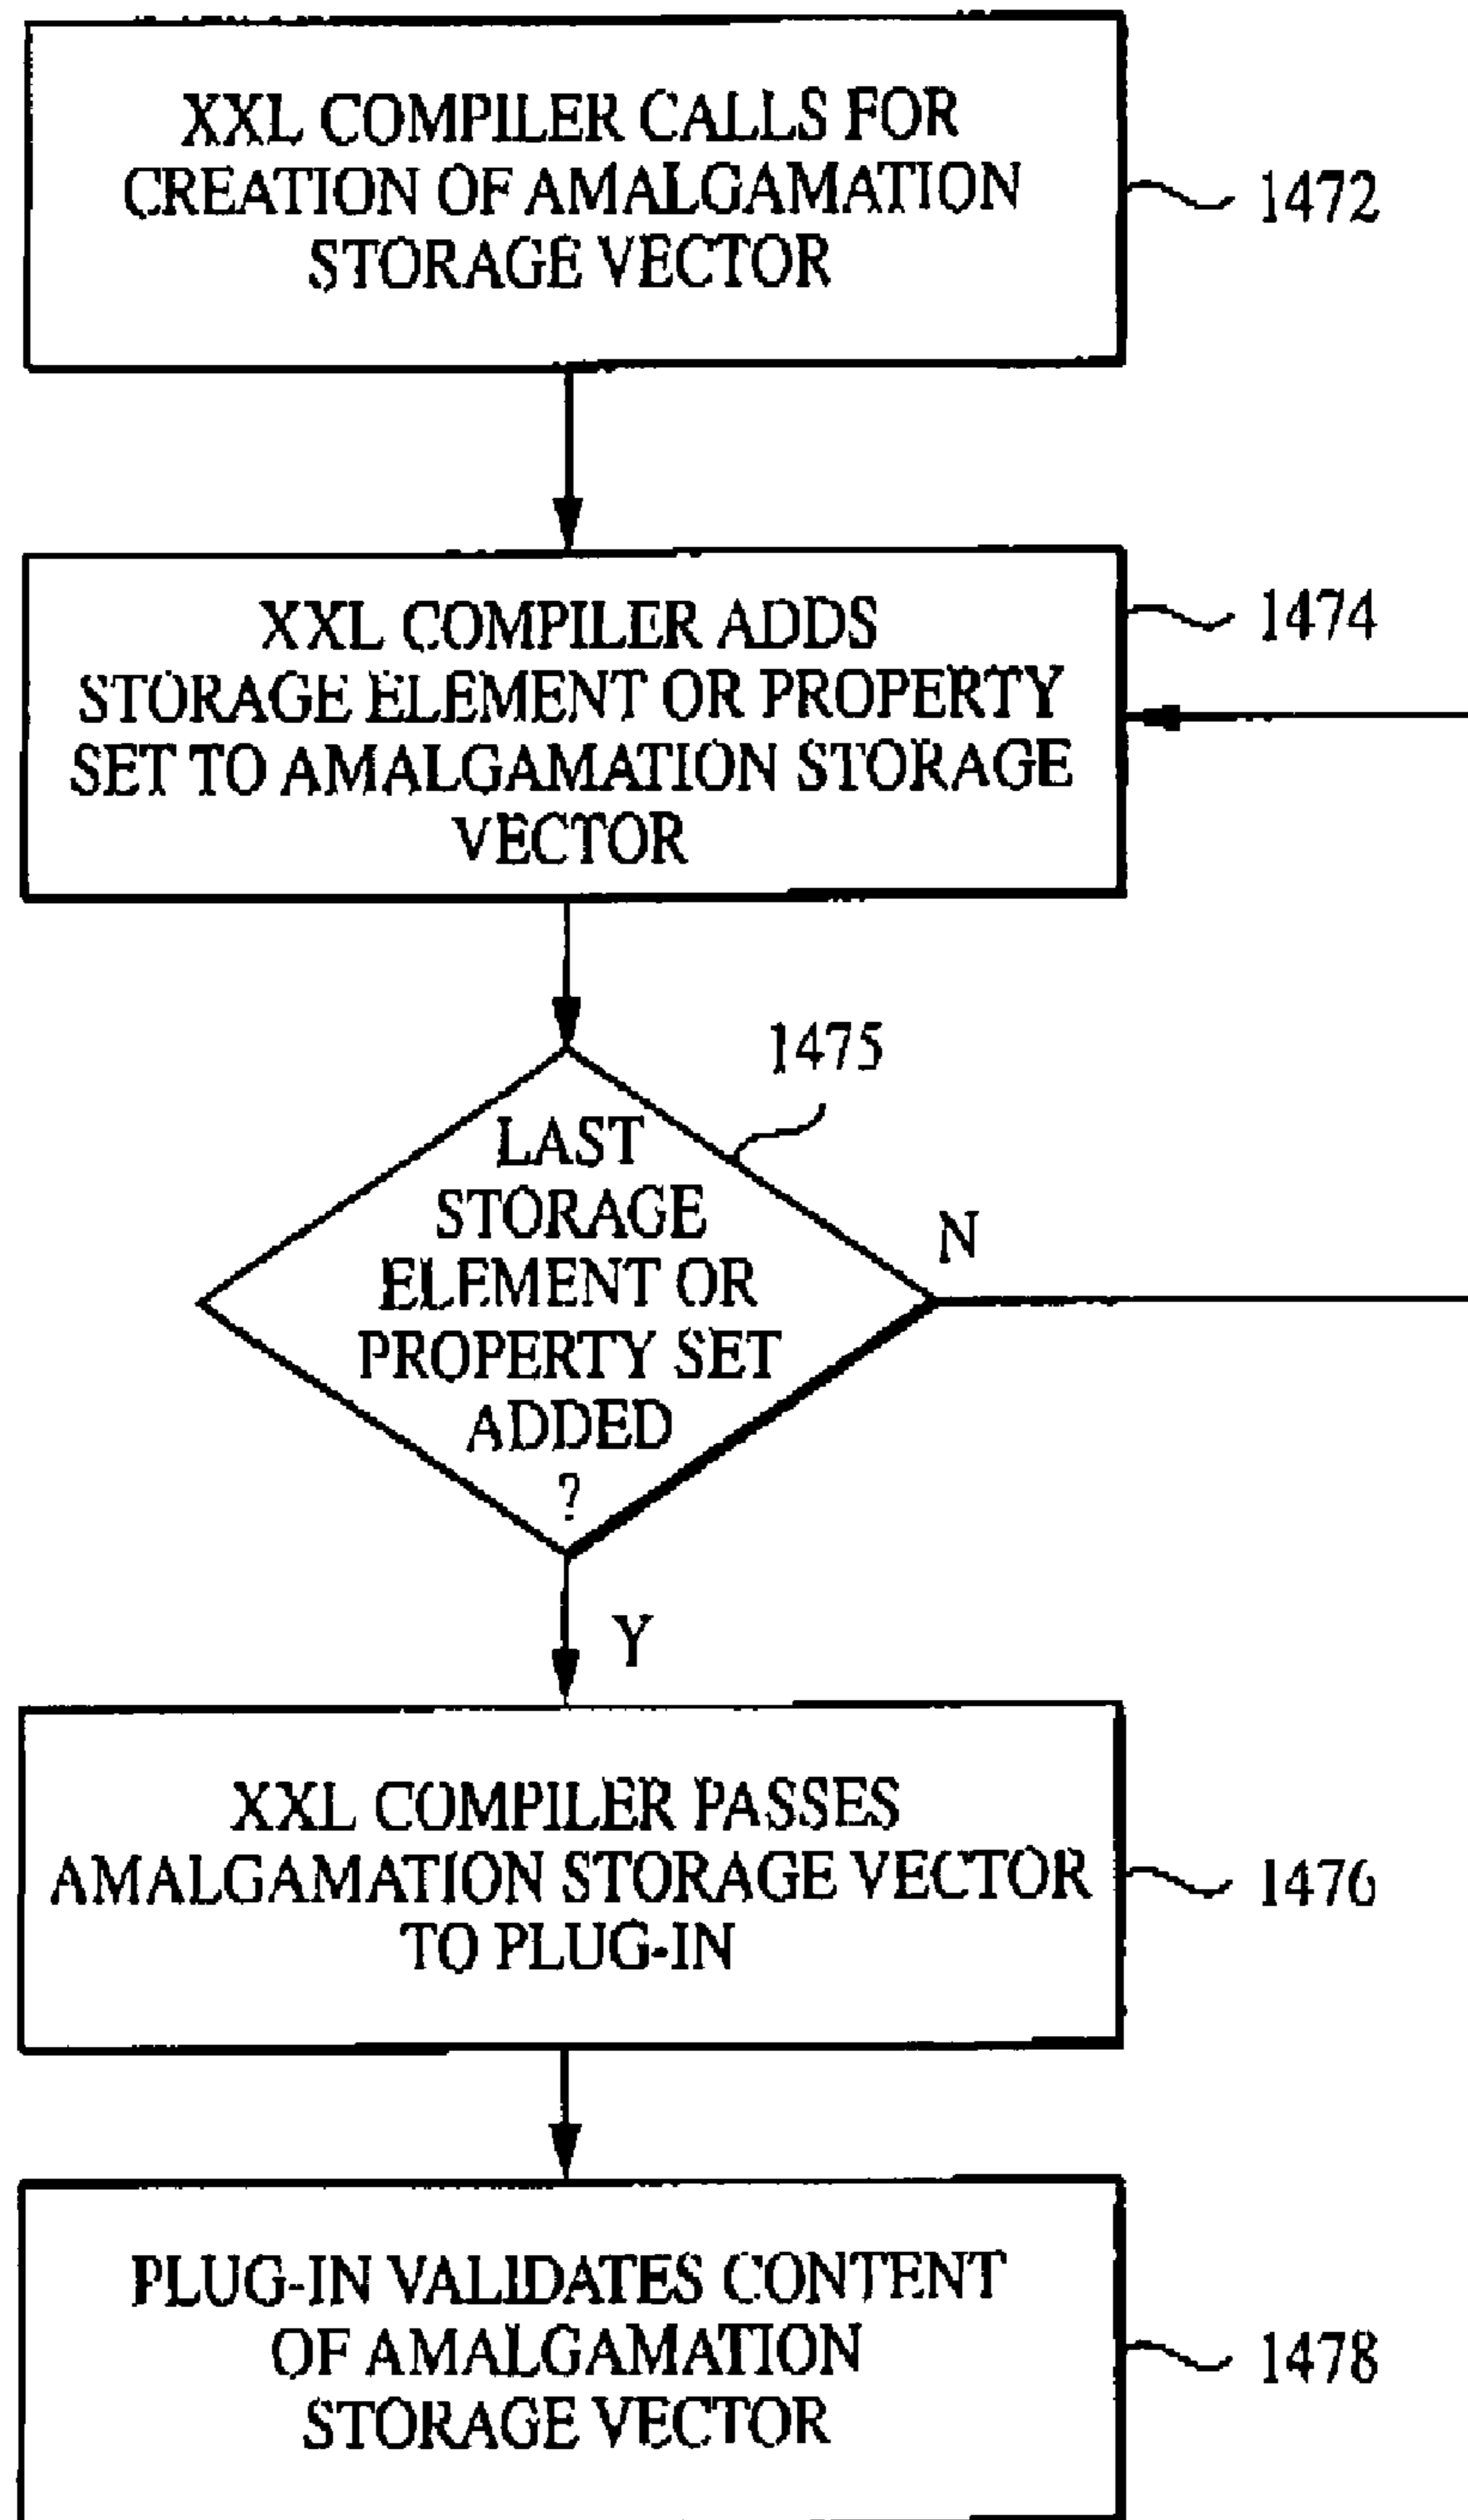 XXL COMPILER CALLS FOR
CREATION OF AMALGAMATION
STORAGE VECTOR
1472
XXL COMPILER ADDS
STORAGE ELEMENT OR PROPERTY
SET TO AMALGAMATION STORAGE
VECTOR
1474
1475
LAST
STORAGE
ELEMENT OR
PROPERTY SET
ADDED
?
N
Y
XXL COMPILER PASSES
AMALGAMATION STORAGE VECTOR
TO PLUG-IN
1476
PLUG-IN VALIDATES CONTENT
OF AMALGAMATION
STORAGE VECTOR
1478